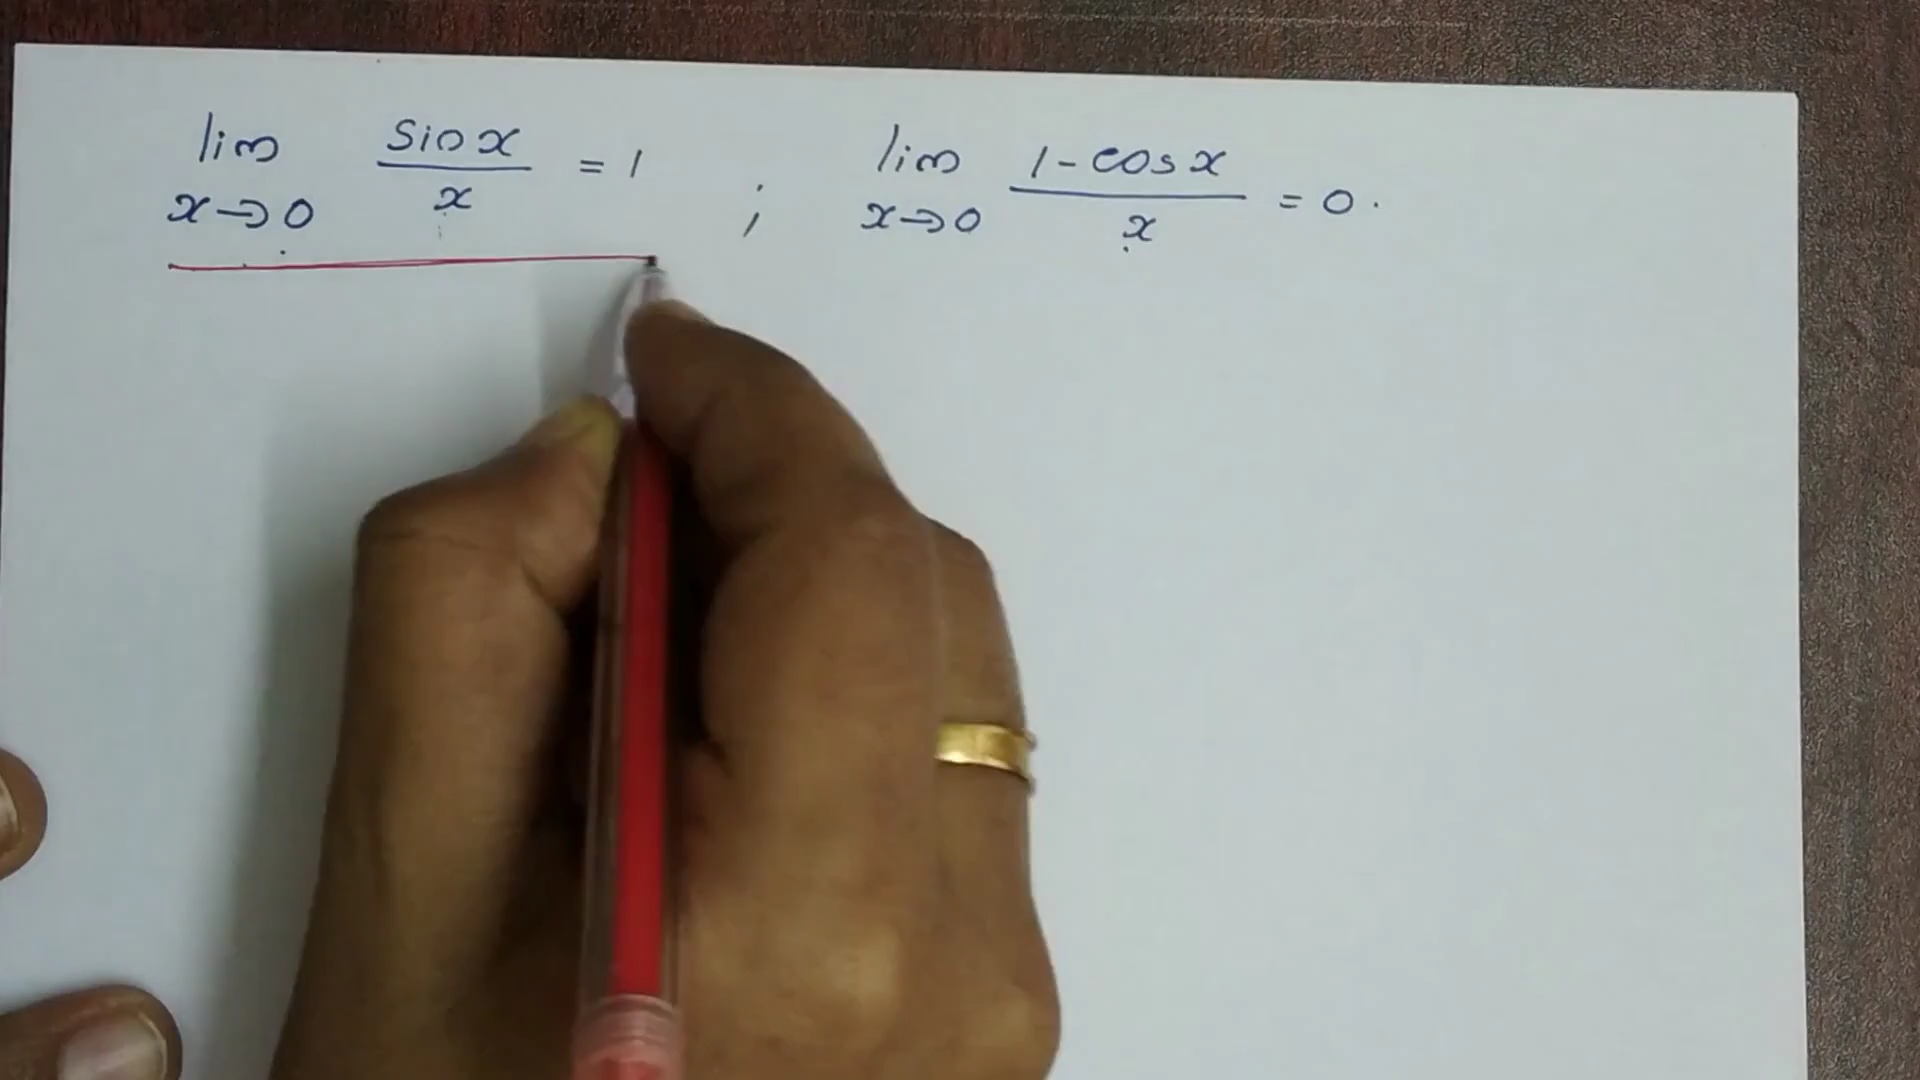 lim sin x / x = 1 ; lim 1 - cos x / x = 0 .
x → 0 x → 0